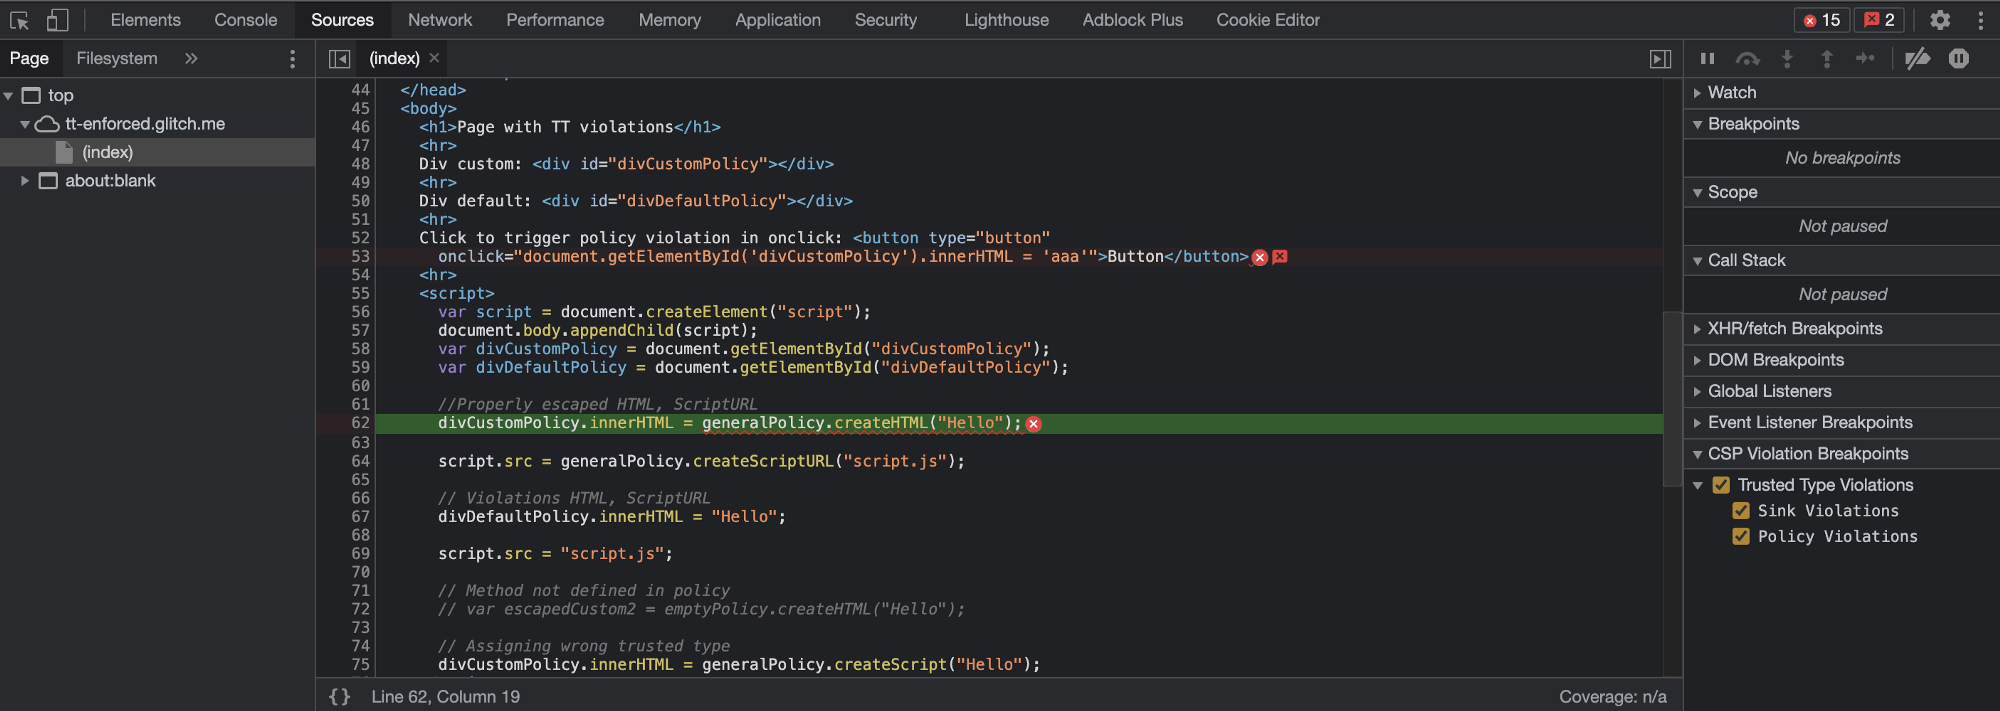 Elements Console Sources Network Performance Memory Application Security Lighthouse Adblock Plus Cookie Editor 15 2
Page Filesystem »
top
tt-enforced.glitch.me
(index)
about:blank
(index) ×
44 </head>
45 <body>
46 <h1>Page with TT violations</h1>
47 <hr>
48 Div custom: <div id="divCustomPolicy"></div>
49 <hr>
50 Div default: <div id="divDefaultPolicy"></div>
51 <hr>
52 Click to trigger policy violation in onclick: <button type="button"
53 onclick="document.getElementById('divCustomPolicy').innerHTML = 'aaa'">Button</button>
54 <hr>
55 <script>
56 var script = document.createElement("script");
57 document.body.appendChild(script);
58 var divCustomPolicy = document.getElementById("divCustomPolicy");
59 var divDefaultPolicy = document.getElementById("divDefaultPolicy");
60
61 //Properly escaped HTML, ScriptURL
62 divCustomPolicy.innerHTML = generalPolicy.createHTML("Hello");
63
64 script.src = generalPolicy.createScriptURL("script.js");
65
66 // Violations HTML, ScriptURL
67 divDefaultPolicy.innerHTML = "Hello";
68
69 script.src = "script.js";
70
71 // Method not defined in policy
72 // var escapedCustom2 = emptyPolicy.createHTML("Hello");
73
74 // Assigning wrong trusted type
75 divCustomPolicy.innerHTML = generalPolicy.createScript("Hello");
{} Line 62, Column 19 Coverage: n/a
Watch
Breakpoints
No breakpoints
Scope
Not paused
Call Stack
Not paused
XHR/fetch Breakpoints
DOM Breakpoints
Global Listeners
Event Listener Breakpoints
CSP Violation Breakpoints
Trusted Type Violations
Sink Violations
Policy Violations